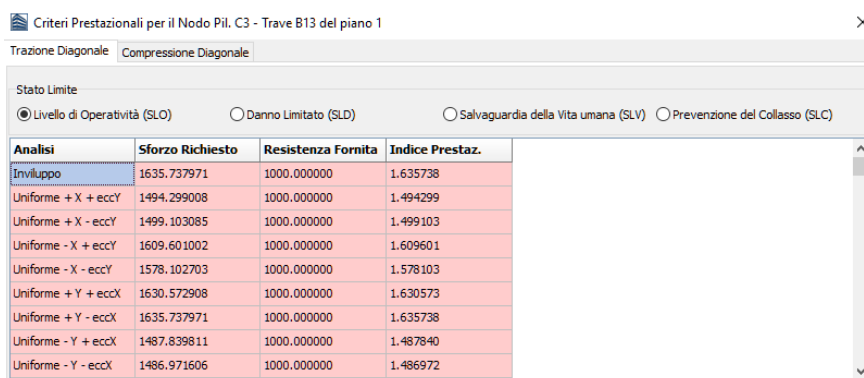 Criteri Prestazionali per il Nodo Pil. C3 - Trave B13 del piano 1
Trazione Diagonale Compressione Diagonale
Stato Limite
Livello di Operatività (SLO) Danno Limitato (SLD) Salvaguardia della Vita umana (SLV) Prevenzione del Collasso (SLC)
Analisi Sforzo Richiesto Resistenza Fornita Indice Prestaz.
Inviluppo 1635.737971 1000.000000 1.635738
Uniforme + X + eccY 1494.299008 1000.000000 1.494299
Uniforme + X - eccY 1499.103085 1000.000000 1.499103
Uniforme - X + eccY 1609.601002 1000.000000 1.609601
Uniforme - X - eccY 1578.102703 1000.000000 1.578103
Uniforme + Y + eccX 1630.572908 1000.000000 1.630573
Uniforme + Y - eccX 1635.737971 1000.000000 1.635738
Uniforme - Y + eccX 1487.839811 1000.000000 1.487840
Uniforme - Y - eccX 1486.971606 1000.000000 1.486972